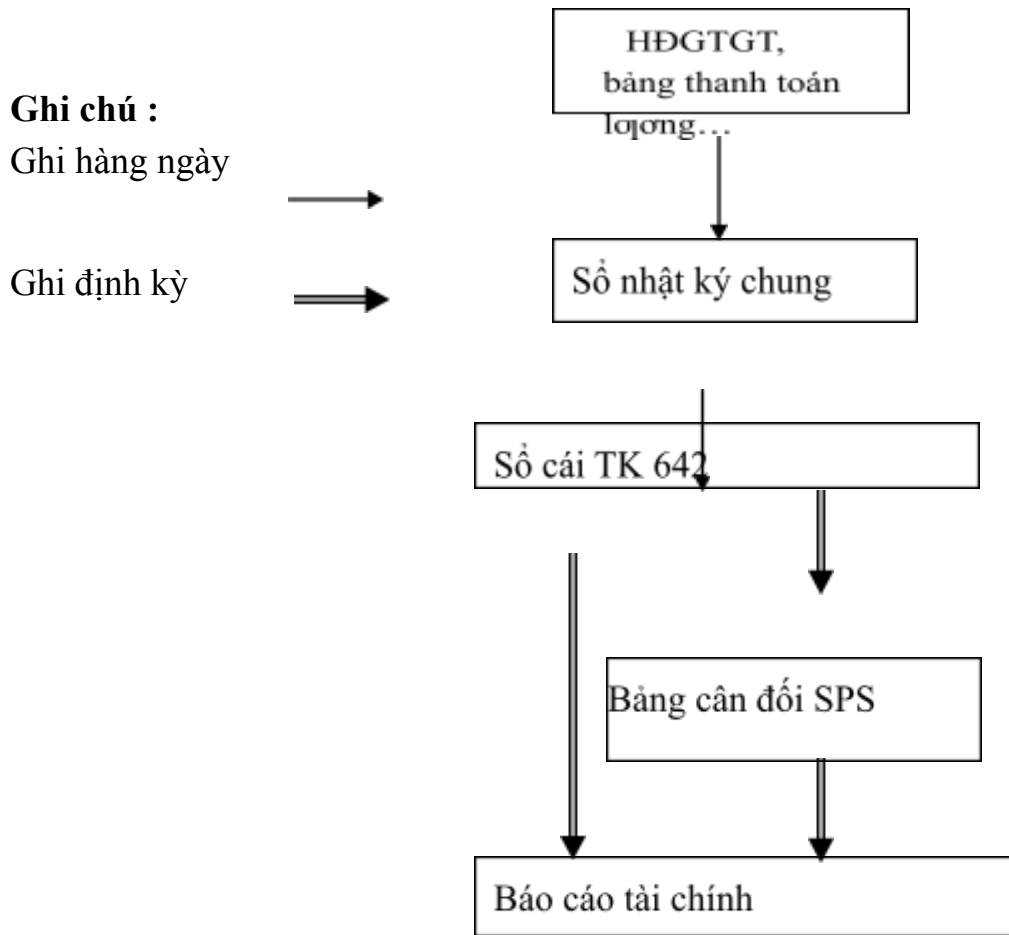 HĐGTGT,
bảng thanh toán
lƣơng…
Ghi chú :
Ghi hàng ngày
Ghi định kỳ
Sổ nhật ký chung
Sổ cái TK 642
Bảng cân đối SPS
Báo cáo tài chính